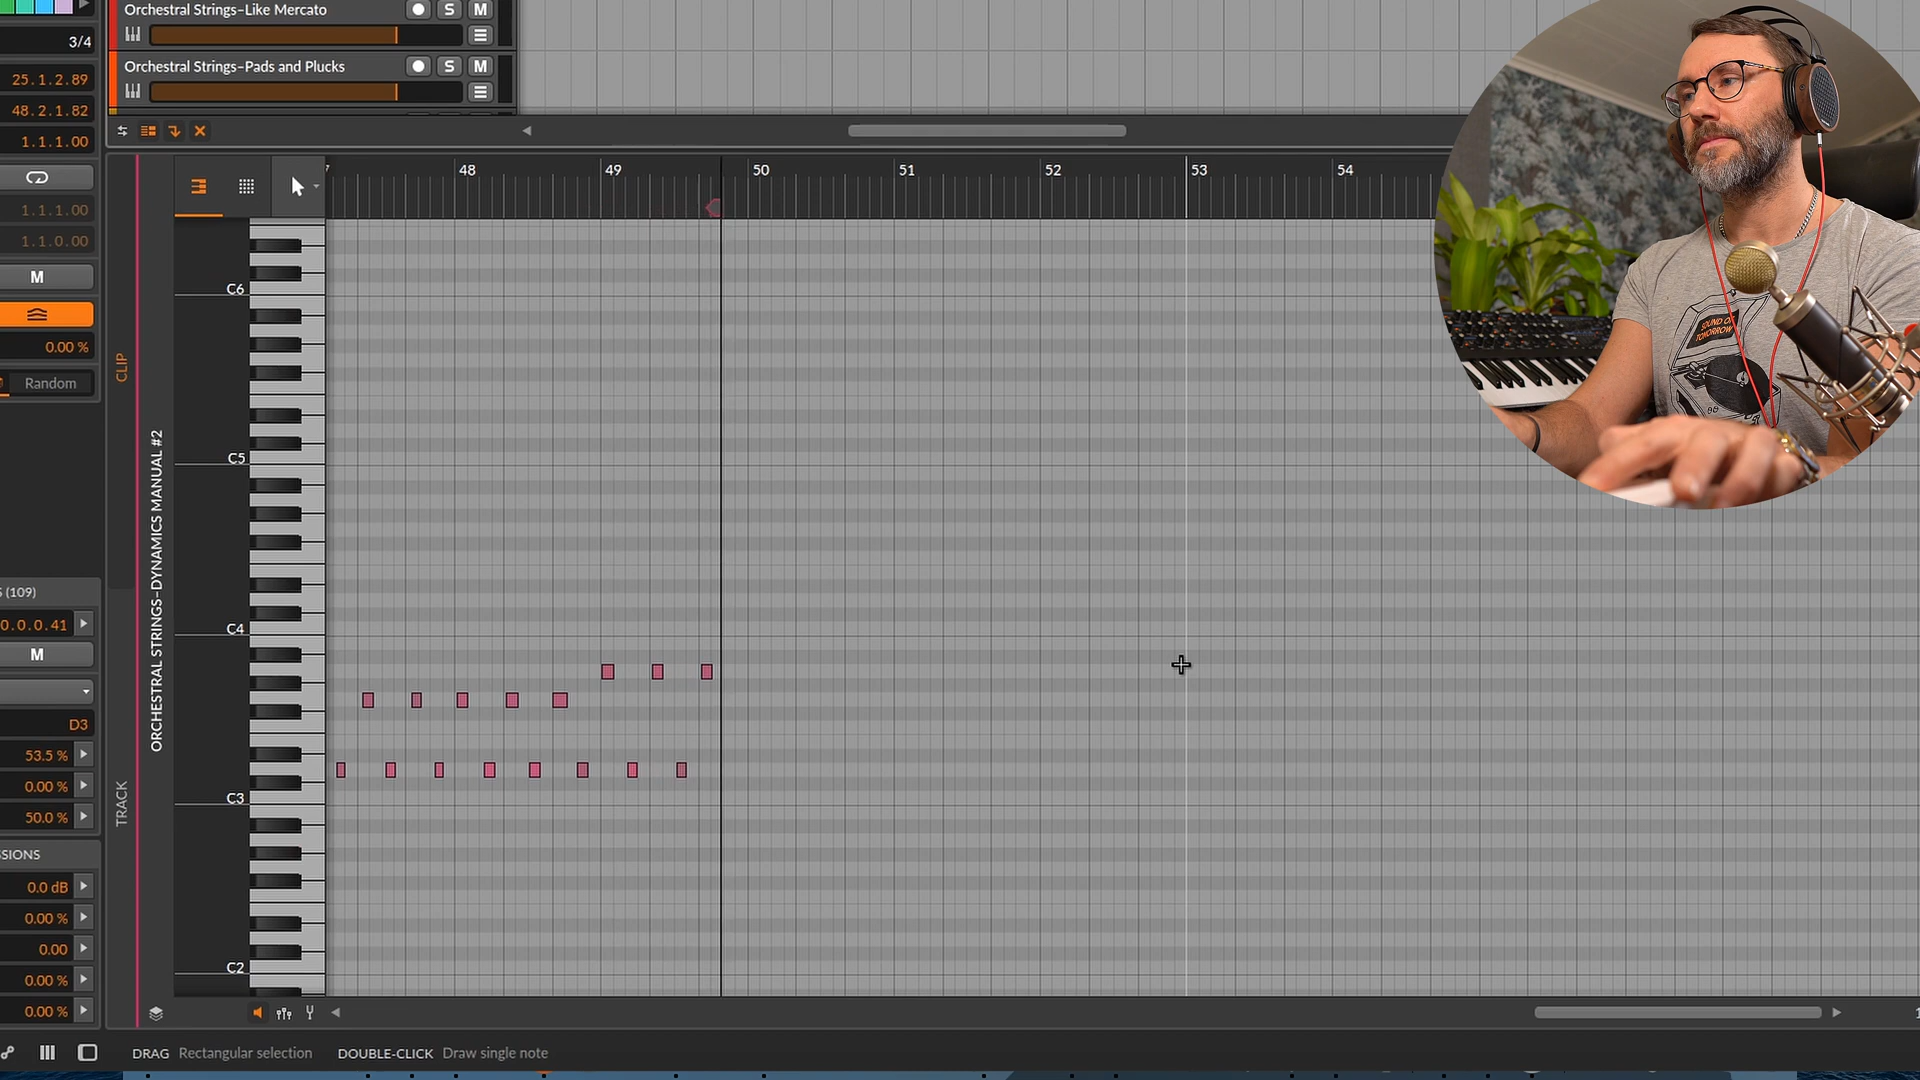 Orchestral Strings–Like Mercato
S
M
3/4
Orchestral Strings–Pads and Plucks
S
M
25.1.2.89
48.2.1.82
1.1.1.00
48
49
50
51
52
53
54
1.1.1.00
1.1.0.00
M
C6
0.00 %
CLIP
Random
C5
ORCHESTRAL STRINGS–DYNAMICS MANUAL #2
SOUND OF
TOMORROW
S (109)
0.0.0.41
C4
M
D3
53.5 %
0.00 %
C3
TRACK
50.0 %
SSIONS
0.0 dB
0.00 %
0.00
C2
0.00 %
0.00 %
DRAG Rectangular selection DOUBLE-CLICK Draw single note